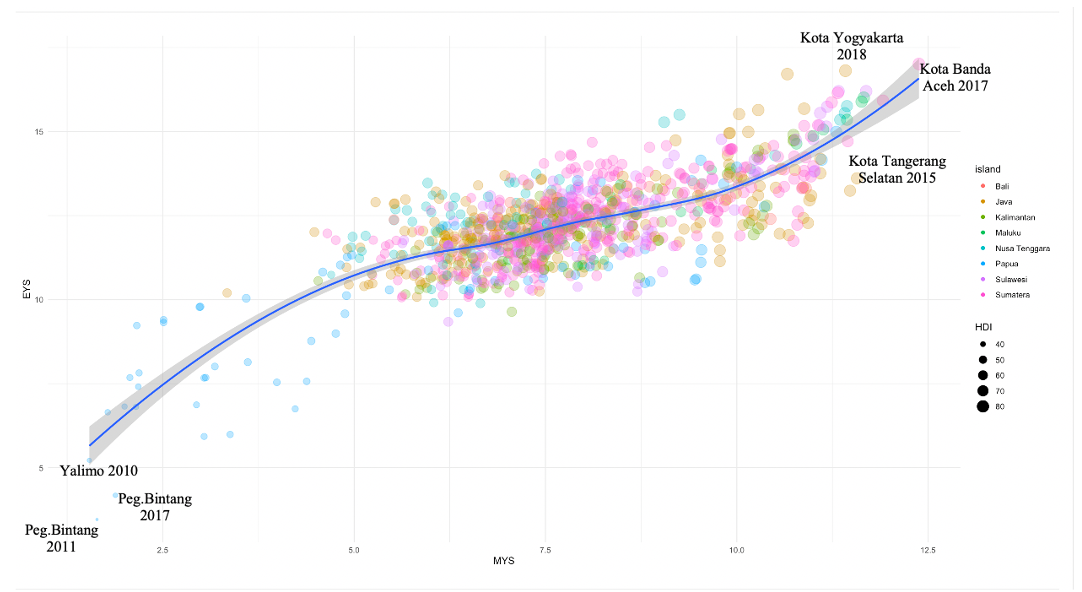 Kota Yogyakarta
2018
Kota Banda
Aceh 2017
Kota Tangerang
Selatan 2015
Yalimo 2010
Peg.Bintang
2017
Peg.Bintang
2011
EYS
15
10
5
2.5
5.0
7.5
10.0
12.5
MYS
island
Bali
Java
Kalimantan
Maluku
Nusa Tenggara
Papua
Sulawesi
Sumatera
HDI
40
50
60
70
80